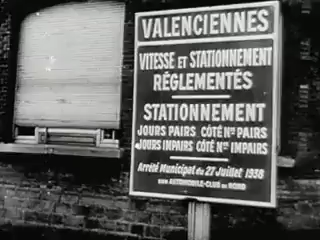 VALENCIENNES
VITESSE ET STATIONNEMENT
RÉGLEMENTÉS
STATIONNEMENT
JOURS PAIRS CÔTÉ Nos PAIRS
JOURS IMPAIRS CÔTÉ Nos IMPAIRS
Arrêté Municipal du 27 Juillet 1938
AUTOMOBILE-CLUB DU NORD